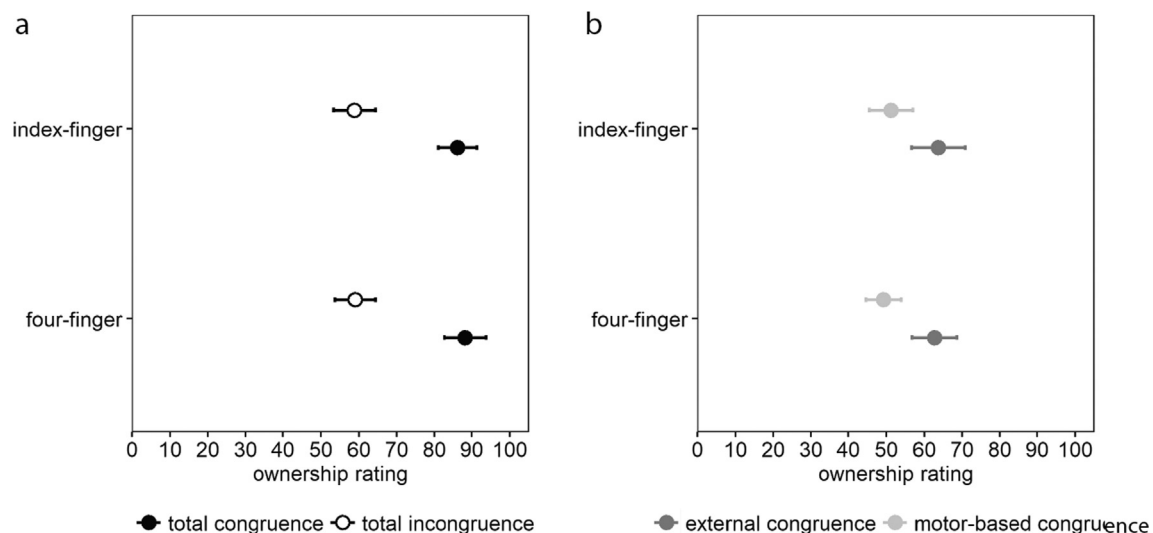 a
index-finger
four-finger
0 10 20 30 40 50 60 70 80 90 100
ownership rating
total congruence total incongruence
b
index-finger
four-finger
0 10 20 30 40 50 60 70 80 90 100
ownership rating
external congruence motor-based congruence